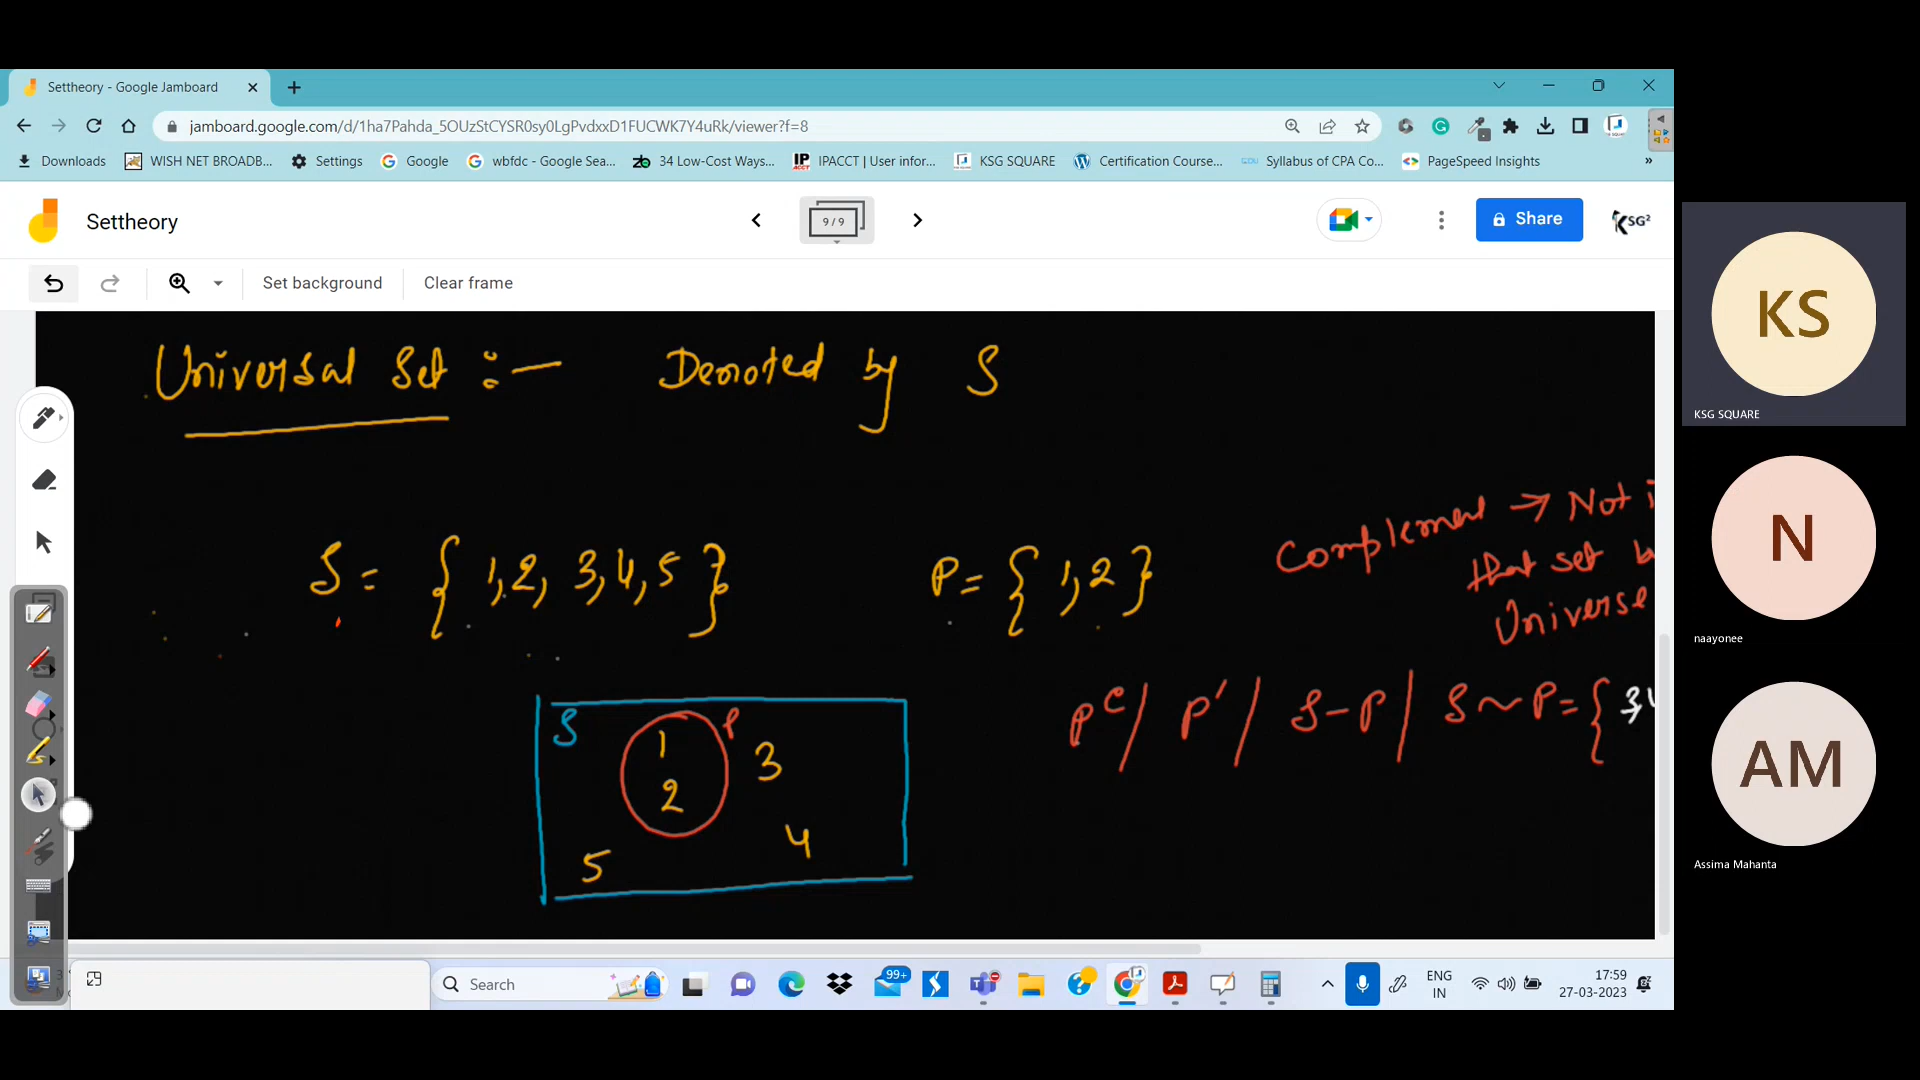 Settheory - Google Jamboard
jamboard.google.com/d/1ha7Pahda_5OUzStCYSR0sy0LgPvdxxD1FUCWK7Y4uRk/viewer?f=8
Downloads WISH NET BROADB... Settings Google wbfdc - Google Sea... 34 Low-Cost Ways... IPACCT | User infor... KSG SQUARE Certification Course... Syllabus of CPA Co... PageSpeed Insights »
Settheory 9 / 9 Share KSG²
Set background Clear frame
Universal Set :- Denoted by S
Complement → Not i
that set b
Universe
S = { 1,2, 3,4,5 } P = { 1,2 }
Pᶜ / P' / S-P / S ~ P = { 3,4
S P
1 3
2
5 4
KS
KSG SQUARE
N
naayonee
AM
Assima Mahanta
Search 99+ ENG IN 17:59 27-03-2023